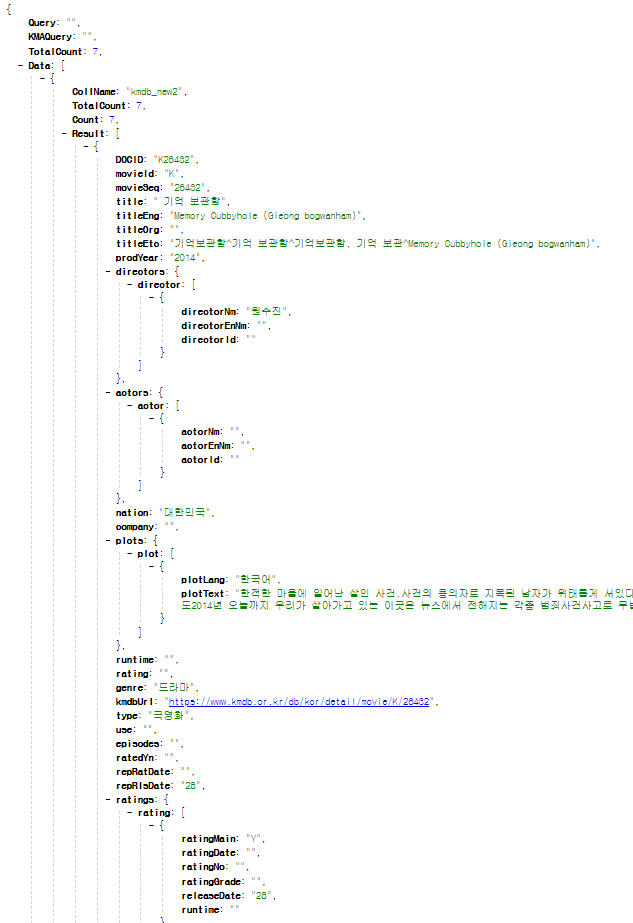 {
Query: "",
KMAQuery: "",
TotalCount: 7,
- Data: [
- {
CollName: "kmdb_new2",
TotalCount: 7,
Count: 7,
- Result: [
- {
DOCID: "K26432",
movieId: "K",
movieSeq: "26432",
title: " 기억 보관함",
titleEng: "Memory Cubbyhole (Gieong bogwanham)",
titleOrg: "",
titleEtc: "기억보관함^기억 보관함^기억보관함, 기억 보관^Memory Cubbyhole (Gieong bogwanham)",
prodYear: "2014",
- directors: {
- director: [
- {
directorNm: "원수진",
directorEnNm: "",
directorId: ""
}
]
},
- actors: {
- actor: [
- {
actorNm: "",
actorEnNm: "",
actorId: ""
}
]
},
nation: "대한민국",
company: "",
- plots: {
- plot: [
- {
plotLang: "한국어",
plotText: "한적한 마을에 일어난 살인 사건.사건의 용의자로 지목된 남자가 위태롭게 서있다
도2014년 오늘까지 우리가 살아가고 있는 이곳은 뉴스에서 전해지는 각종 범죄사건사고로 무
}
]
},
runtime: "",
rating: "",
genre: "드라마",
kmdbUrl: "https://www.kmdb.or.kr/db/kor/detail/movie/K/26432",
type: "극영화",
use: "",
episodes: "",
ratedYn: "",
repRatDate: "",
repRlsDate: "28",
- ratings: {
- rating: [
- {
ratingMain: "Y",
ratingDate: "",
ratingNo: "",
ratingGrade: "",
releaseDate: "28",
runtime: ""
}